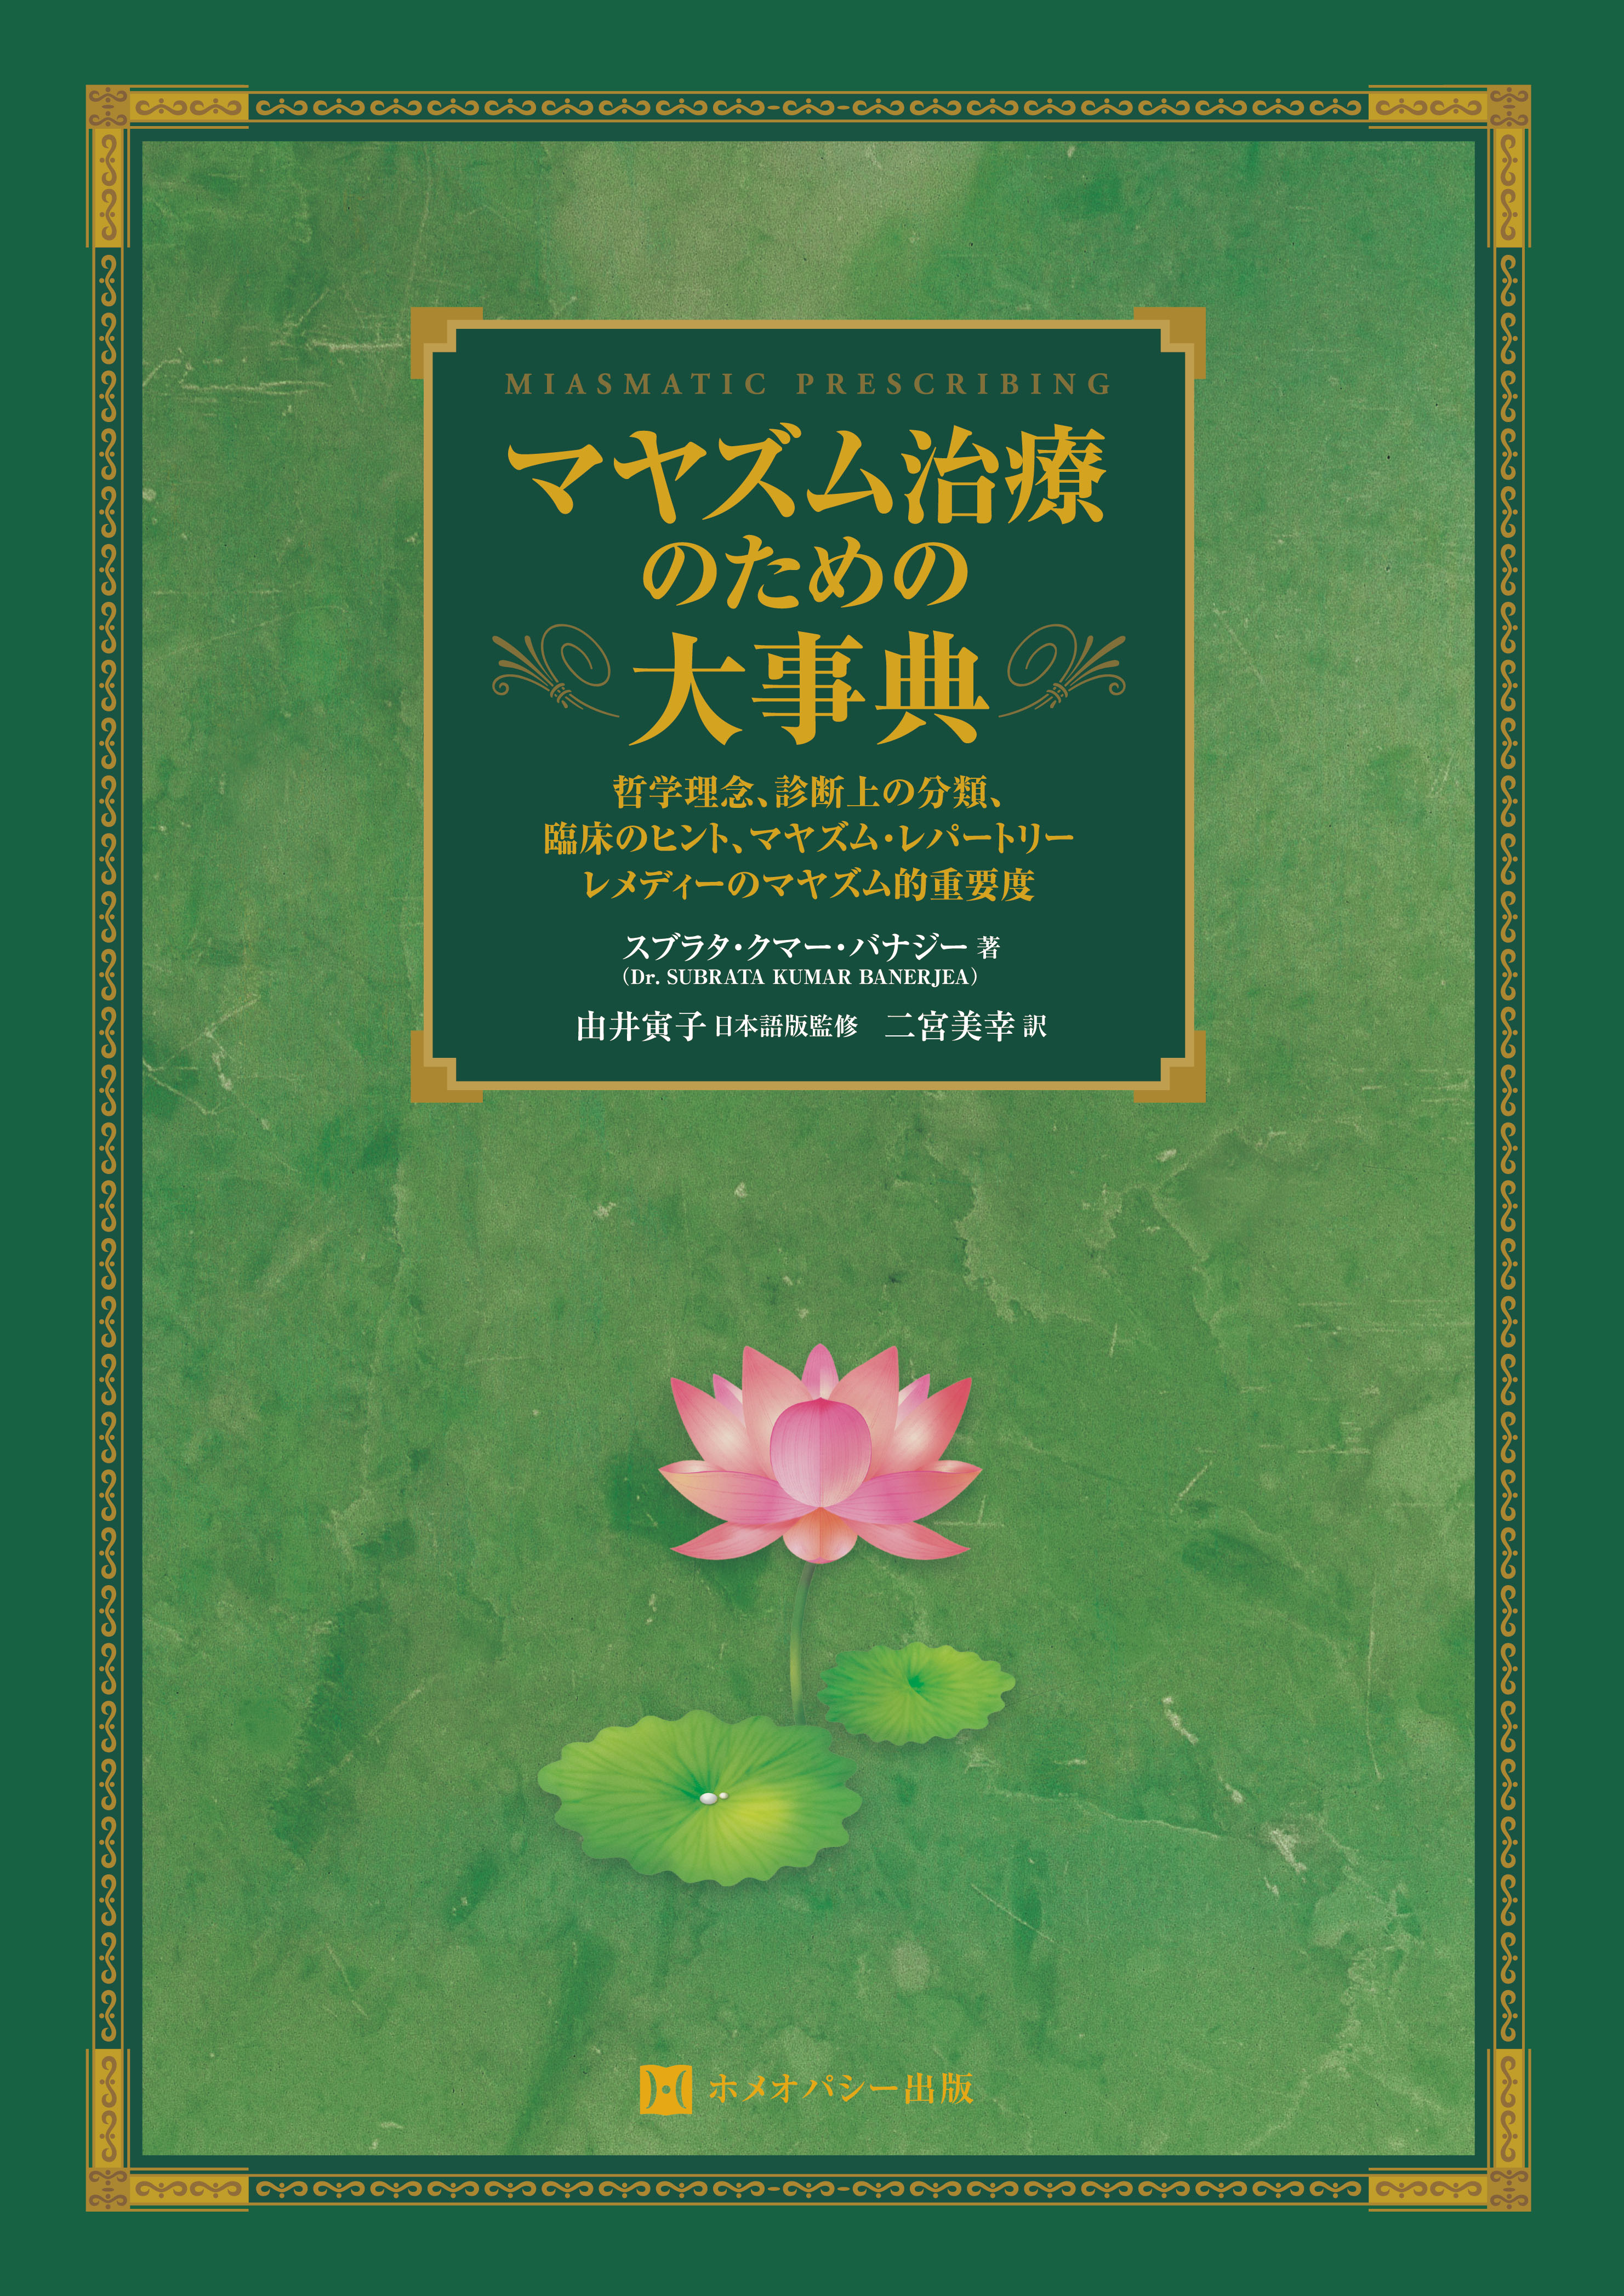 MIASMATIC PRESCRIBING
マヤズム治療
のための
大事典
哲学理念、診断上の分類、
臨床のヒント、マヤズム・レパートリー
レメディーのマヤズム的重要度
スブラタ・クマー・バナジー 著
（Dr. SUBRATA KUMAR BANERJEA）
由井寅子 日本語版監修　二宮美幸 訳
ホメオパシー出版